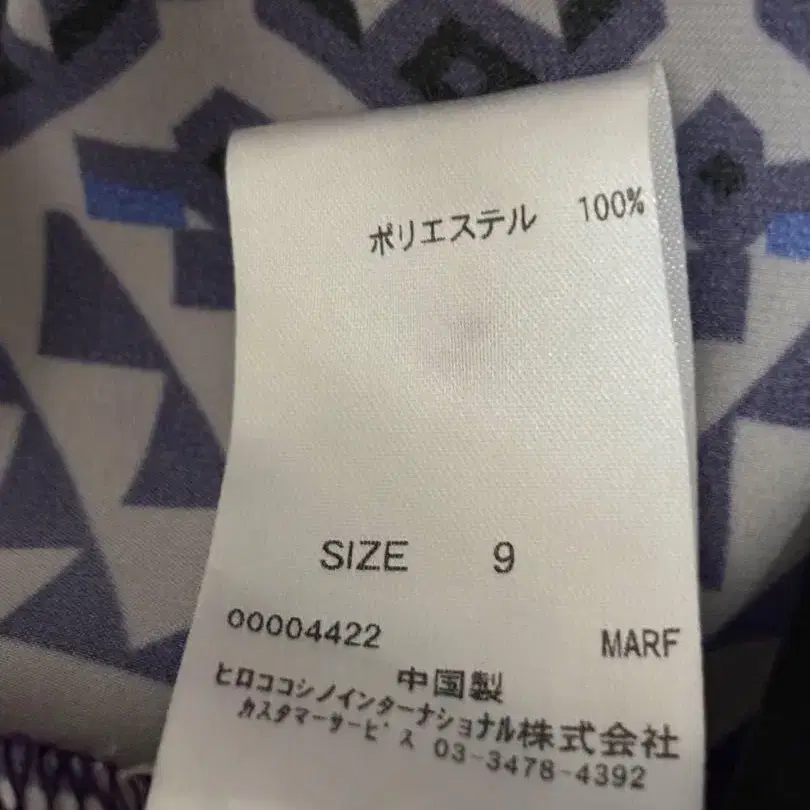 ポリエステル 100%
SIZE 9
00004422 MARF
中国製
ヒロココシノインターナショナル株式会社
カスタマーサービス 03-3478-4392